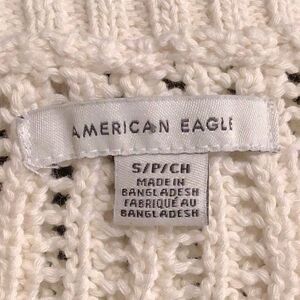 AMERICAN EAGLE
S/P/CH
MADE IN
BANGLADESH
FABRIQUÉ AU
BANGLADESH